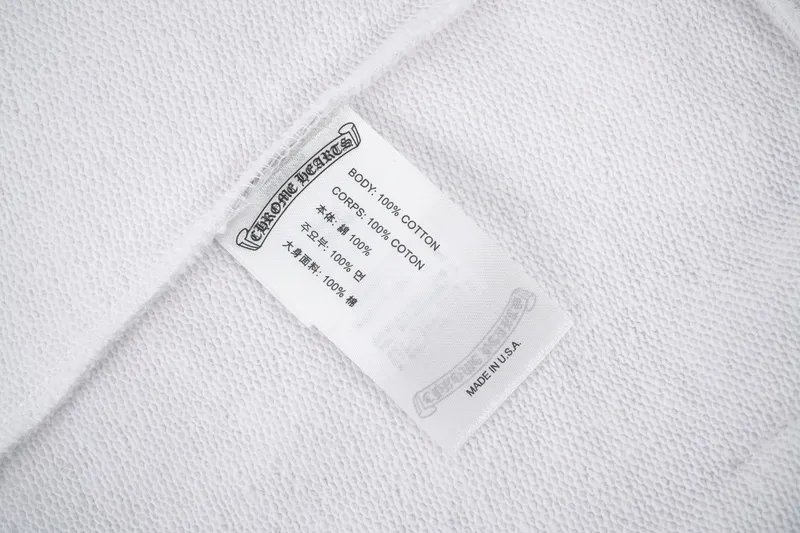 CHROME HEARTS
BODY: 100% COTTON
CORPS: 100% COTON
本体: 綿 100%
주요부: 100% 면
大身面料: 100% 棉
MADE IN U.S.A.